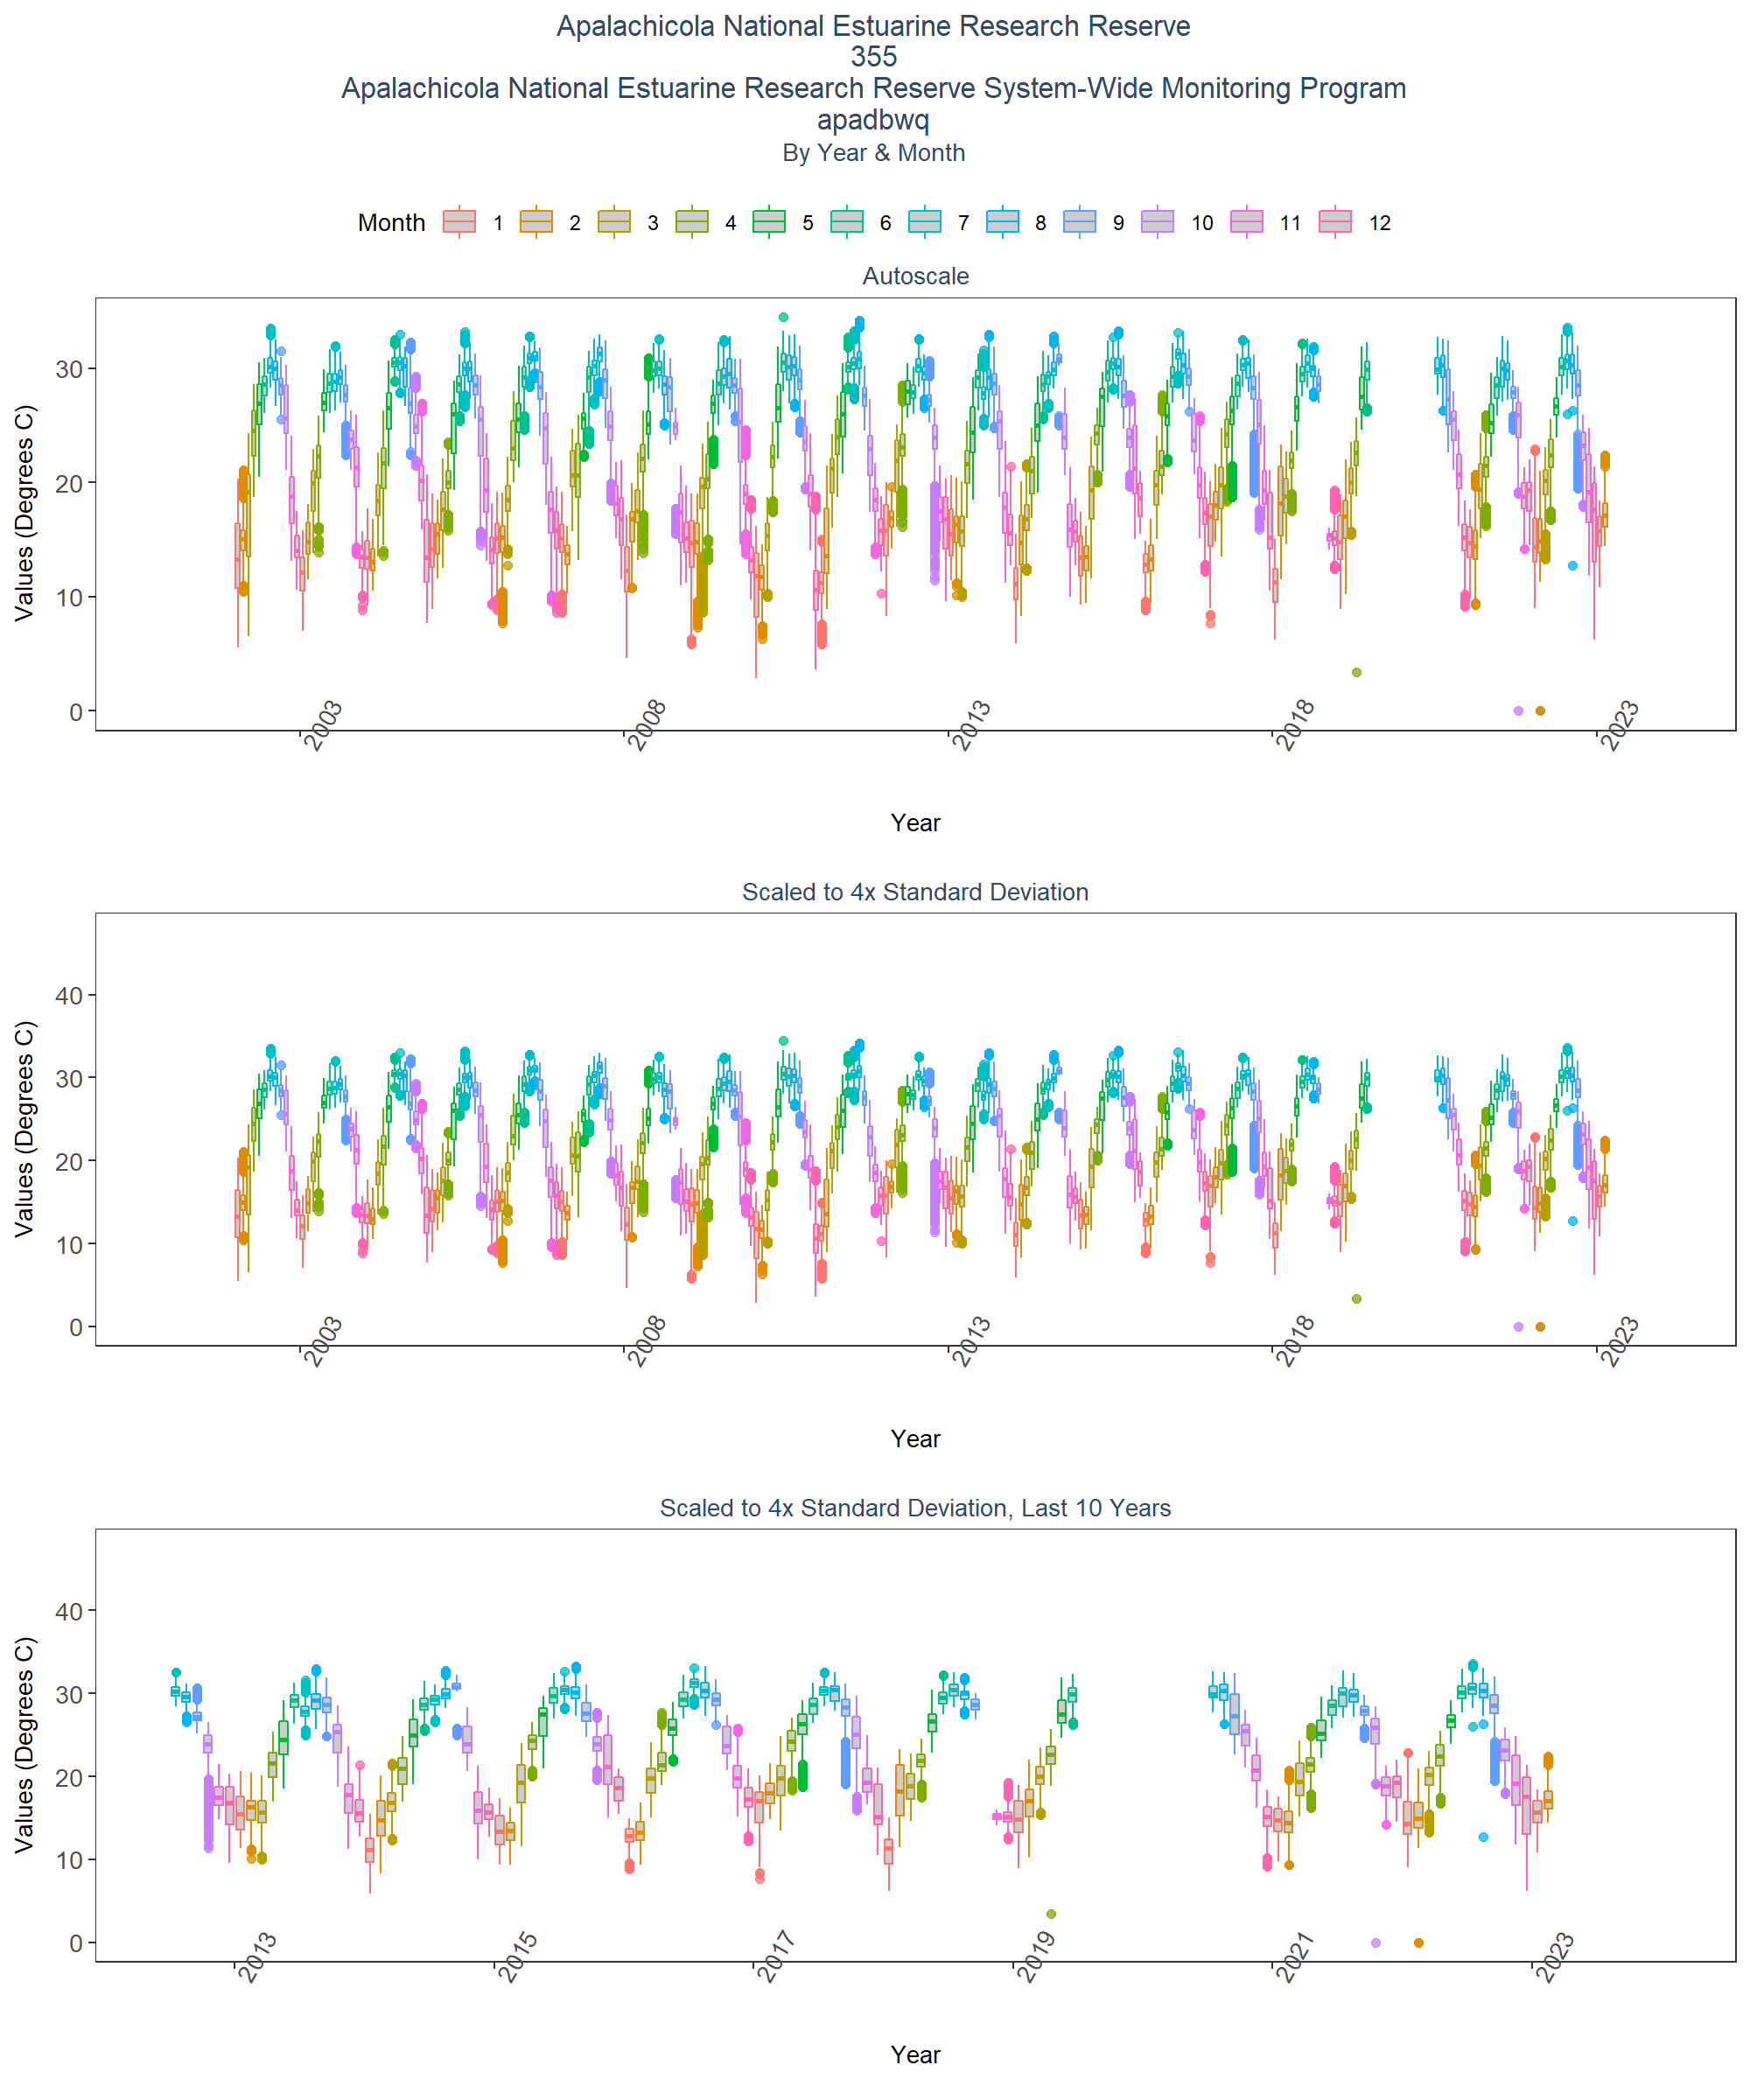 Apalachicola National Estuarine Research Reserve
355
Apalachicola National Estuarine Research Reserve System-Wide Monitoring Program
apadbwq
By Year & Month
Month 1 2 3 4 5 6 7 8 9 10 11 12
Autoscale
Values (Degrees C)
30
20
10
0
2003 2008 2013 2018 2023
Year
Scaled to 4x Standard Deviation
Values (Degrees C)
40
30
20
10
0
2003 2008 2013 2018 2023
Year
Scaled to 4x Standard Deviation, Last 10 Years
Values (Degrees C)
40
30
20
10
0
2013 2015 2017 2019 2021 2023
Year